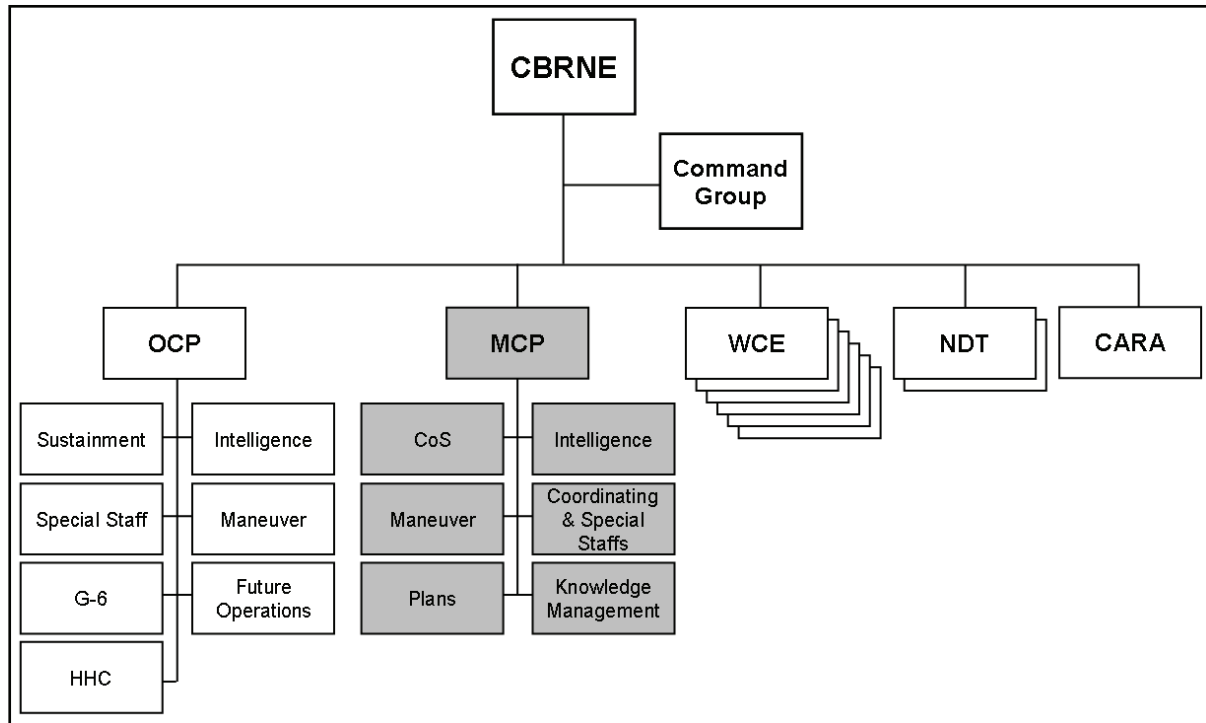 CBRNE
Command
Group
OCP
MCP
WCE
NDT
CARA
Sustainment
Intelligence
CoS
Intelligence
Special Staff
Maneuver
Maneuver
Coordinating
& Special
Staffs
G-6
Future
Operations
Plans
Knowledge
Management
HHC